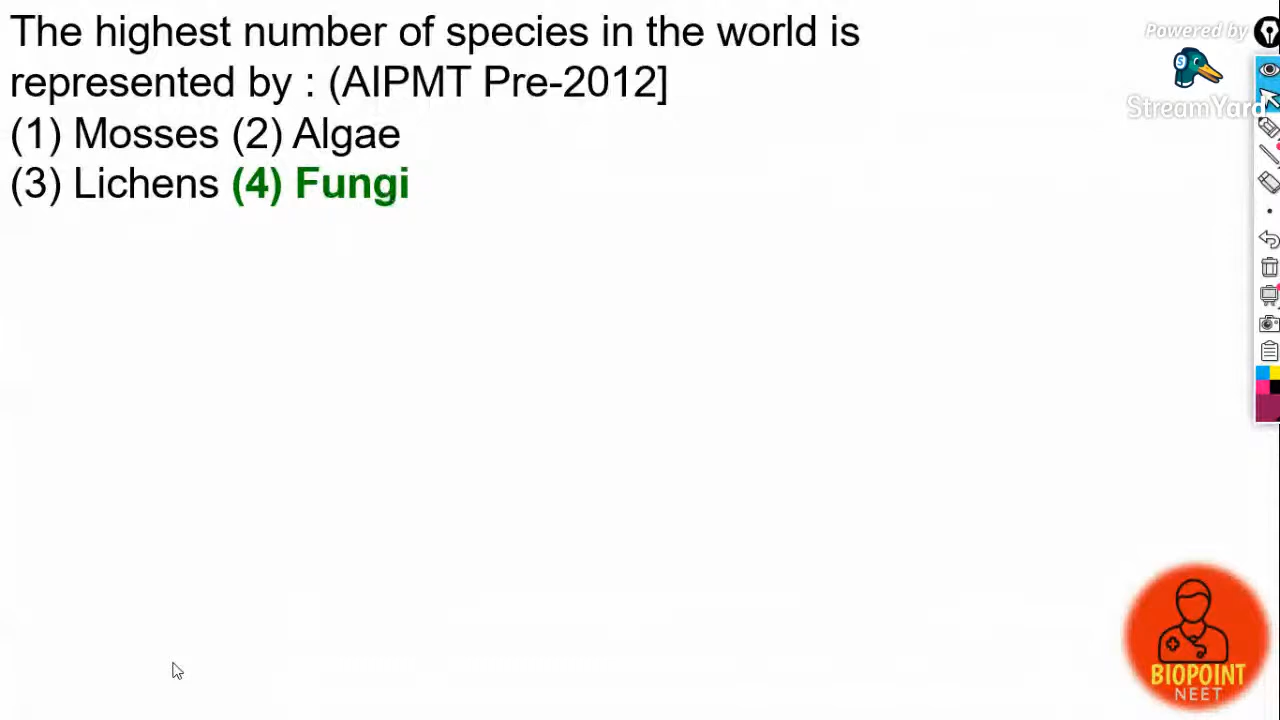 The highest number of species in the world is
represented by : (AIPMT Pre-2012]
(1) Mosses (2) Algae
(3) Lichens (4) Fungi
Powered by
S
StreamYard
BIOPOINT
NEET